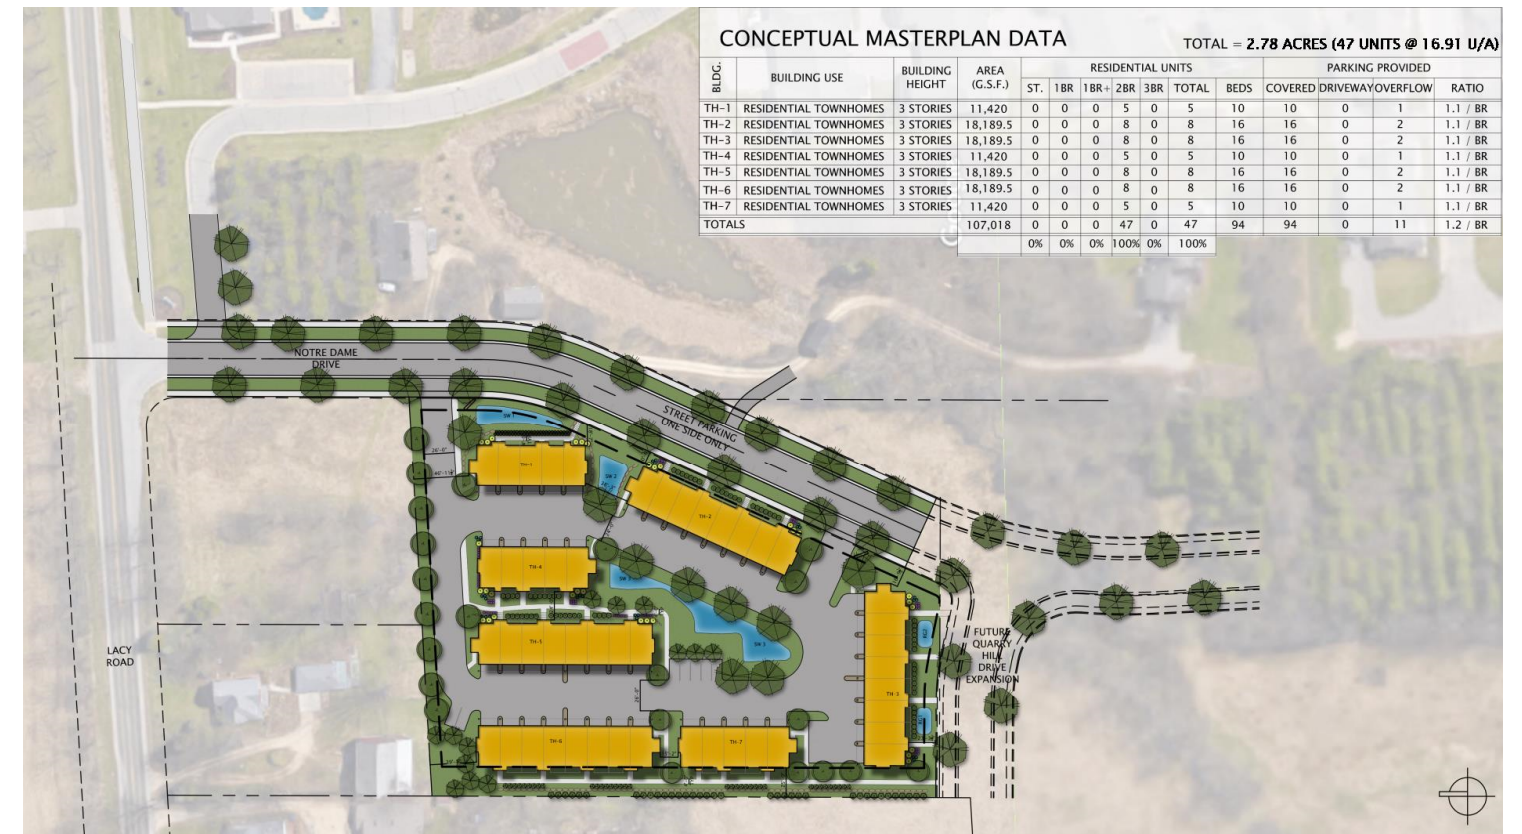 CONCEPTUAL MASTERPLAN DATA
TOTAL = 2.78 ACRES (47 UNITS @ 16.91 U/A)
BLDG. BUILDING USE BUILDING HEIGHT AREA (G.S.F.) RESIDENTIAL UNITS PARKING PROVIDED
ST. 1BR 1BR+ 2BR 3BR TOTAL BEDS COVERED DRIVEWAY OVERFLOW RATIO
TH-1 RESIDENTIAL TOWNHOMES 3 STORIES 11,420 0 0 0 5 0 5 10 10 0 1 1.1 / BR
TH-2 RESIDENTIAL TOWNHOMES 3 STORIES 18,189.5 0 0 0 8 0 8 16 16 0 2 1.1 / BR
TH-3 RESIDENTIAL TOWNHOMES 3 STORIES 18,189.5 0 0 0 8 0 8 16 16 0 2 1.1 / BR
TH-4 RESIDENTIAL TOWNHOMES 3 STORIES 11,420 0 0 0 5 0 5 10 10 0 1 1.1 / BR
TH-5 RESIDENTIAL TOWNHOMES 3 STORIES 18,189.5 0 0 0 8 0 8 16 16 0 2 1.1 / BR
TH-6 RESIDENTIAL TOWNHOMES 3 STORIES 18,189.5 0 0 0 8 0 8 16 16 0 2 1.1 / BR
TH-7 RESIDENTIAL TOWNHOMES 3 STORIES 11,420 0 0 0 5 0 5 10 10 0 1 1.1 / BR
TOTALS 107,018 0 0 0 47 0 47 94 94 0 11 1.2 / BR
0% 0% 0% 100% 0% 100%
NOTRE DAME
DRIVE
STREET PARKING
ONE SIDE ONLY
SW 1
TH-1
SW 2
TH-2
TH-4
SW 3
TH-5
SW 3
TH-3
TH-6
TH-7
LACY
ROAD
FUTURE
QUARRY
HILL
DRIVE
EXPANSION